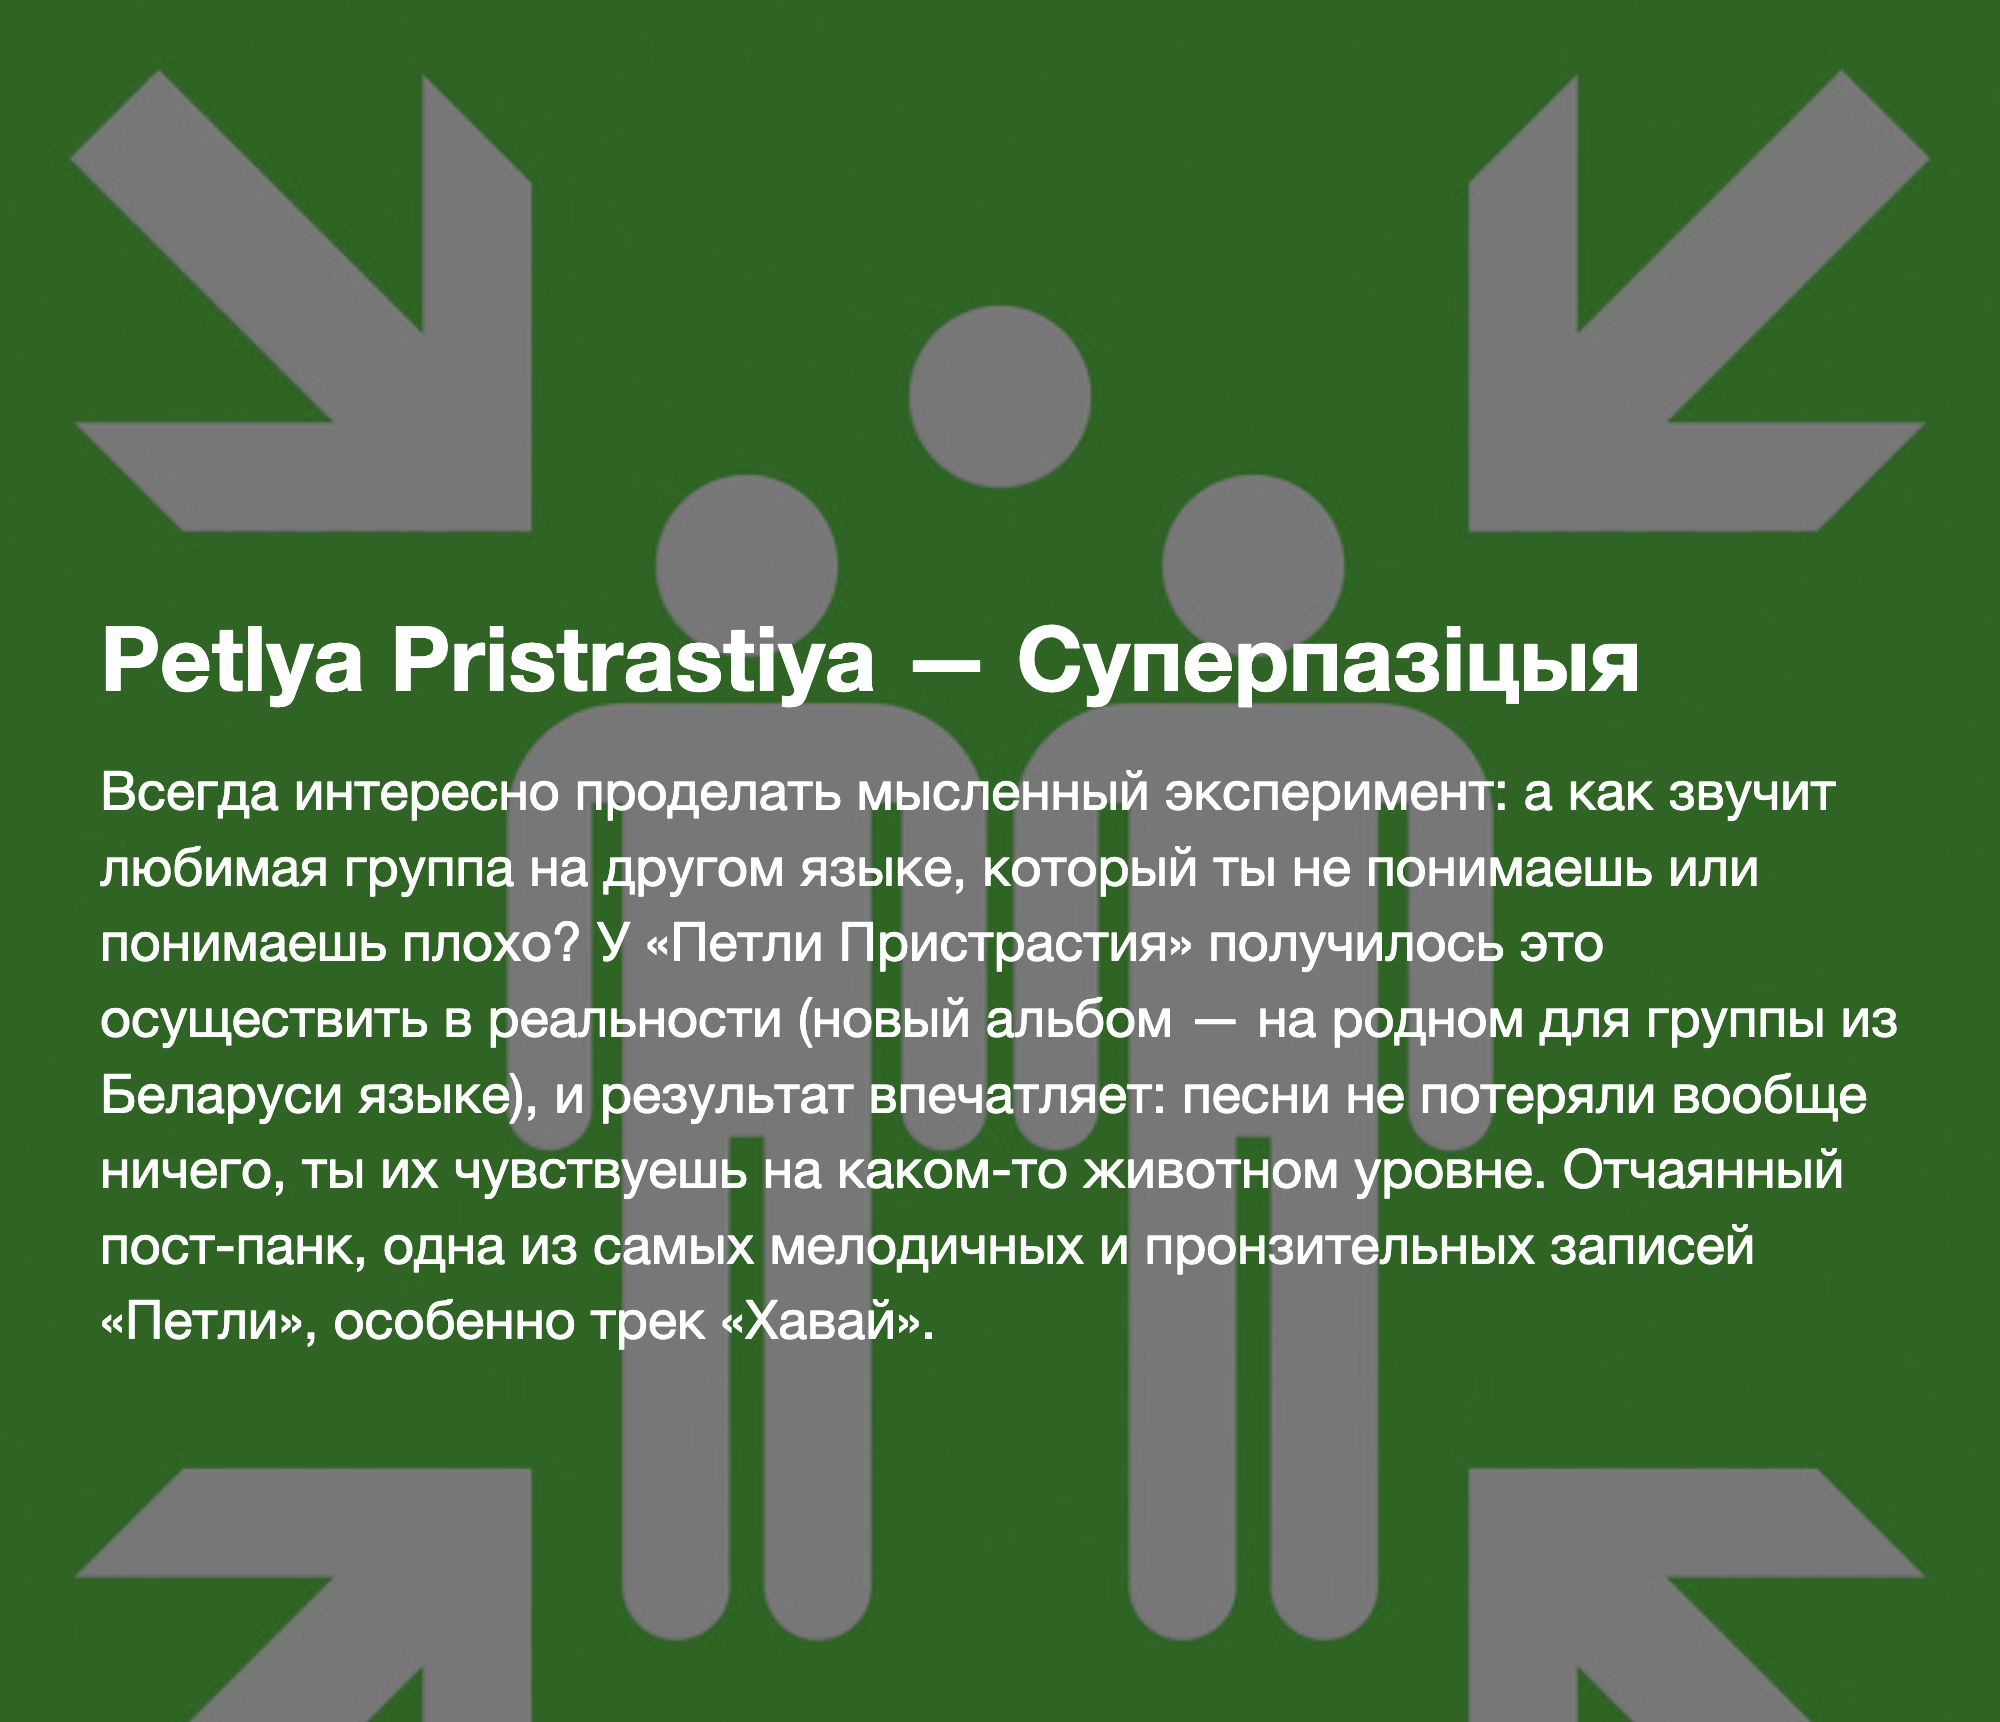 Petlya Pristrastiya — Суперпазіцыя
Всегда интересно проделать мысленный эксперимент: а как звучит
любимая группа на другом языке, который ты не понимаешь или
понимаешь плохо? У «Петли Пристрастия» получилось это
осуществить в реальности (новый альбом — на родном для группы из
Беларуси языке), и результат впечатляет: песни не потеряли вообще
ничего, ты их чувствуешь на каком-то животном уровне. Отчаянный
пост-панк, одна из самых мелодичных и пронзительных записей
«Петли», особенно трек «Хавай».